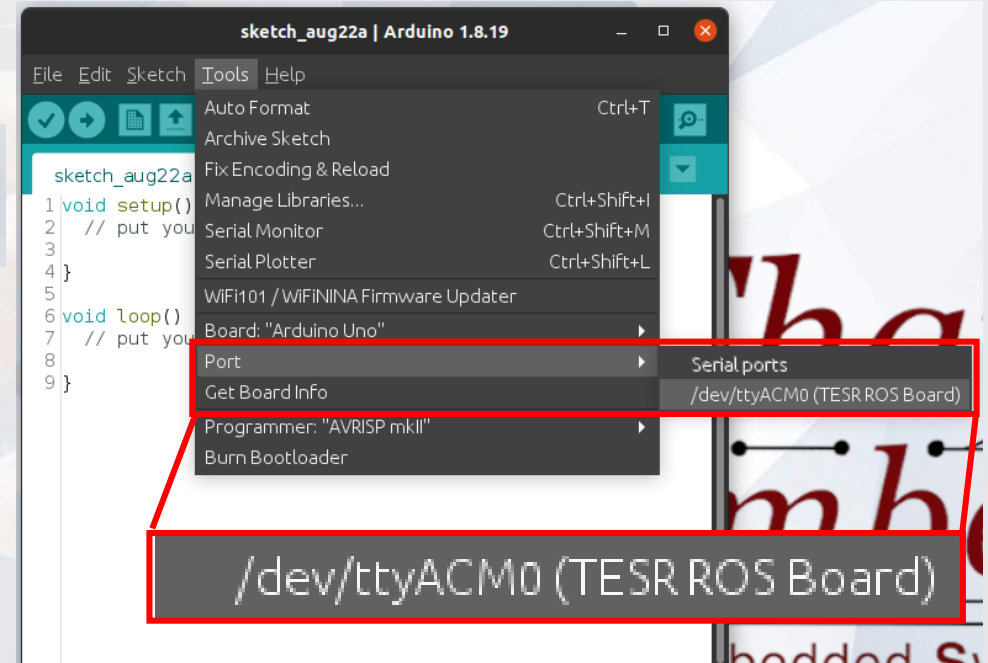 sketch_aug22a | Arduino 1.8.19
File Edit Sketch Tools Help
sketch_aug22a
1 void setup()
2 // put you
3
4 }
5
6 void loop()
7 // put you
8
9 }
Auto Format Ctrl+T
Archive Sketch
Fix Encoding & Reload
Manage Libraries... Ctrl+Shift+I
Serial Monitor Ctrl+Shift+M
Serial Plotter Ctrl+Shift+L
WiFi101 / WiFiNINA Firmware Updater
Board: "Arduino Uno"
Port
Get Board Info
Programmer: "AVRISP mkII"
Burn Bootloader
Serial ports
/dev/ttyACM0 (TESR ROS Board)
/dev/ttyACM0 (TESR ROS Board)